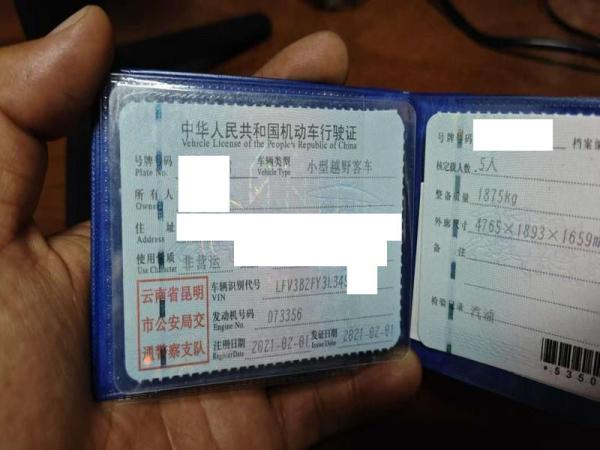 中华人民共和国机动车行驶证
Vehicle License of the People's Republic of China
号牌号码
Plate No.
车辆类型
Vehicle Type
小型越野客车
所有人
Owner
住址
Address
使用性质
Use Character
非营运
云南省昆明
市公安局交
通警察支队
车辆识别代号
VIN
LFV3B2FY3L34
发动机号码
Engine No.
D73356
注册日期
Register Date
2021-02-01
发证日期
Issue Date
2021-02-01
号牌号码
档案编
核定载人数
5人
整备质量
1875Kg
外廓尺寸
4765×1893×1659m
备注
检验记录
汽油
*5350